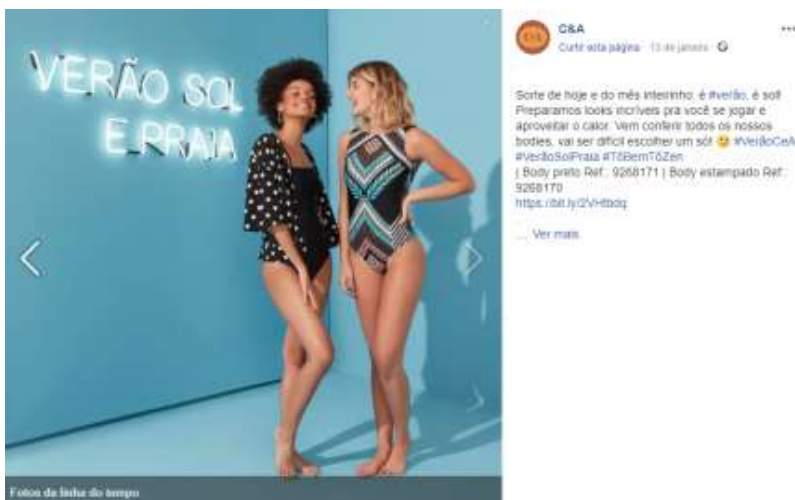 VERÃO SOL
E PRAIA
C&A
Curtir esta página · 13 de janeiro ·
Sorte de hoje e do mês inteirinho: é #verão, é sol!
Preparamos looks incríveis pra você se jogar e
aproveitar o calor. Vem conferir todos os nossos
bodies, vai ser difícil escolher um só! 🙂 #VerãoCeA
#VerãoSolPraia #TôBemTôZen
| Body preto Ref.: 9268171 | Body estampado Ref.:
9268170
... Ver mais
Fotos da linha do tempo